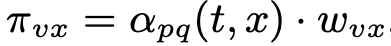 π_{vx} = α_{pq}(t, x) · w_{vx}.